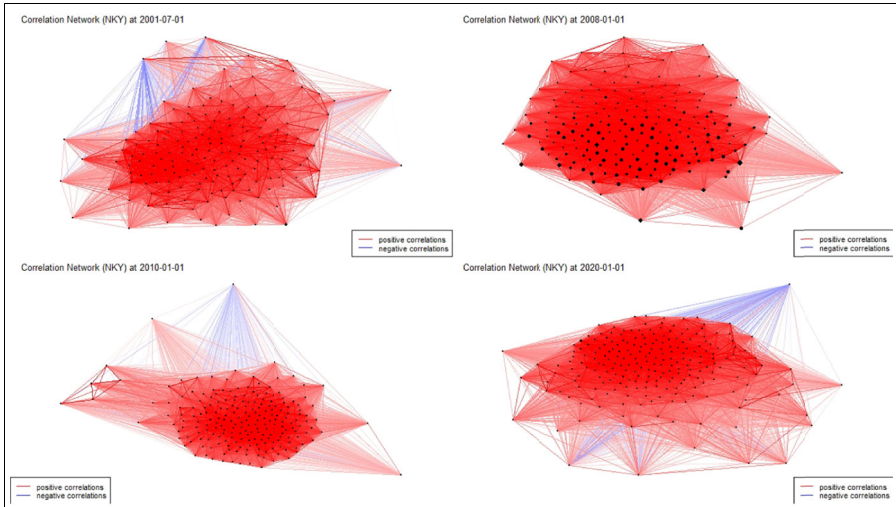 Correlation Network (NKY) at 2001-07-01
Correlation Network (NKY) at 2008-01-01
positive correlations
negative correlations
positive correlations
negative correlations
Correlation Network (NKY) at 2010-01-01
Correlation Network (NKY) at 2020-01-01
positive correlations
negative correlations
positive correlations
negative correlations